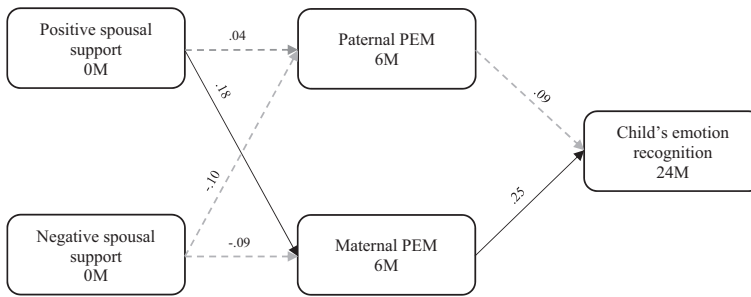 Positive spousal
support
0M
.04
Paternal PEM
6M
.18
.09
Child's emotion
recognition
24M
-.10
.25
Negative spousal
support
0M
-.09
Maternal PEM
6M